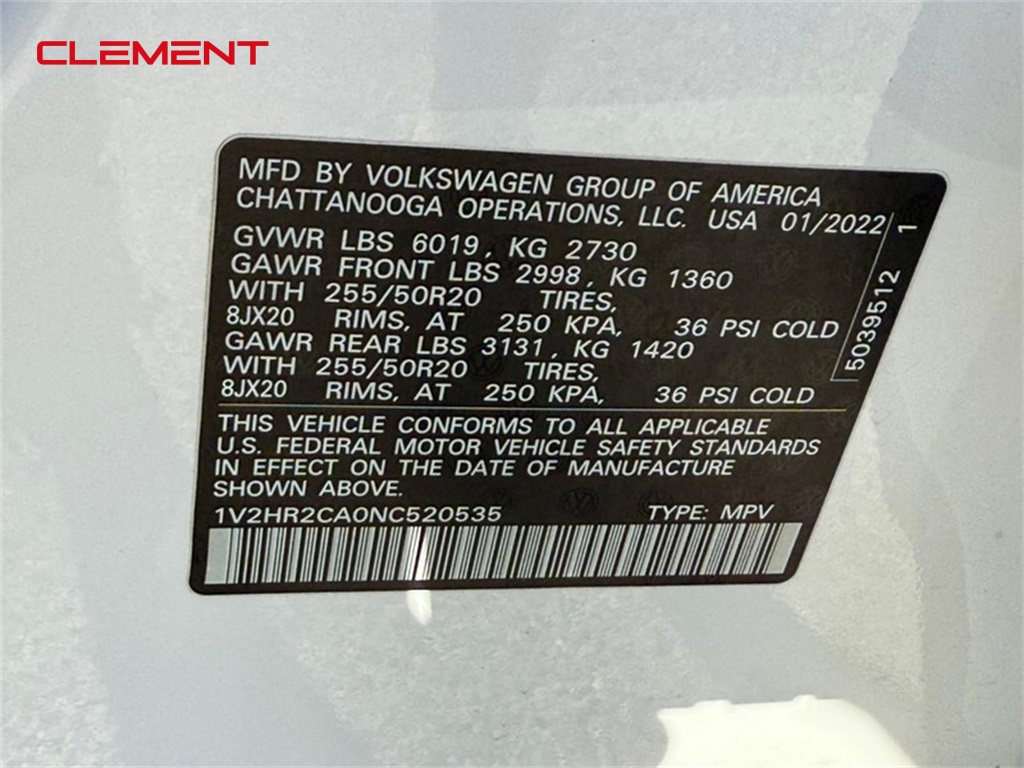 CLEMENT
MFD BY VOLKSWAGEN GROUP OF AMERICA
CHATTANOOGA OPERATIONS, LLC. USA 01/2022
GVWR LBS 6019, KG 2730
GAWR FRONT LBS 2998, KG 1360
WITH 255/50R20 TIRES,
8JX20 RIMS, AT 250 KPA, 36 PSI COLD
GAWR REAR LBS 3131, KG 1420
WITH 255/50R20 TIRES,
8JX20 RIMS, AT 250 KPA, 36 PSI COLD
THIS VEHICLE CONFORMS TO ALL APPLICABLE
U.S. FEDERAL MOTOR VEHICLE SAFETY STANDARDS
IN EFFECT ON THE DATE OF MANUFACTURE
SHOWN ABOVE.
1V2HR2CA0NC520535 TYPE: MPV
5039512 1